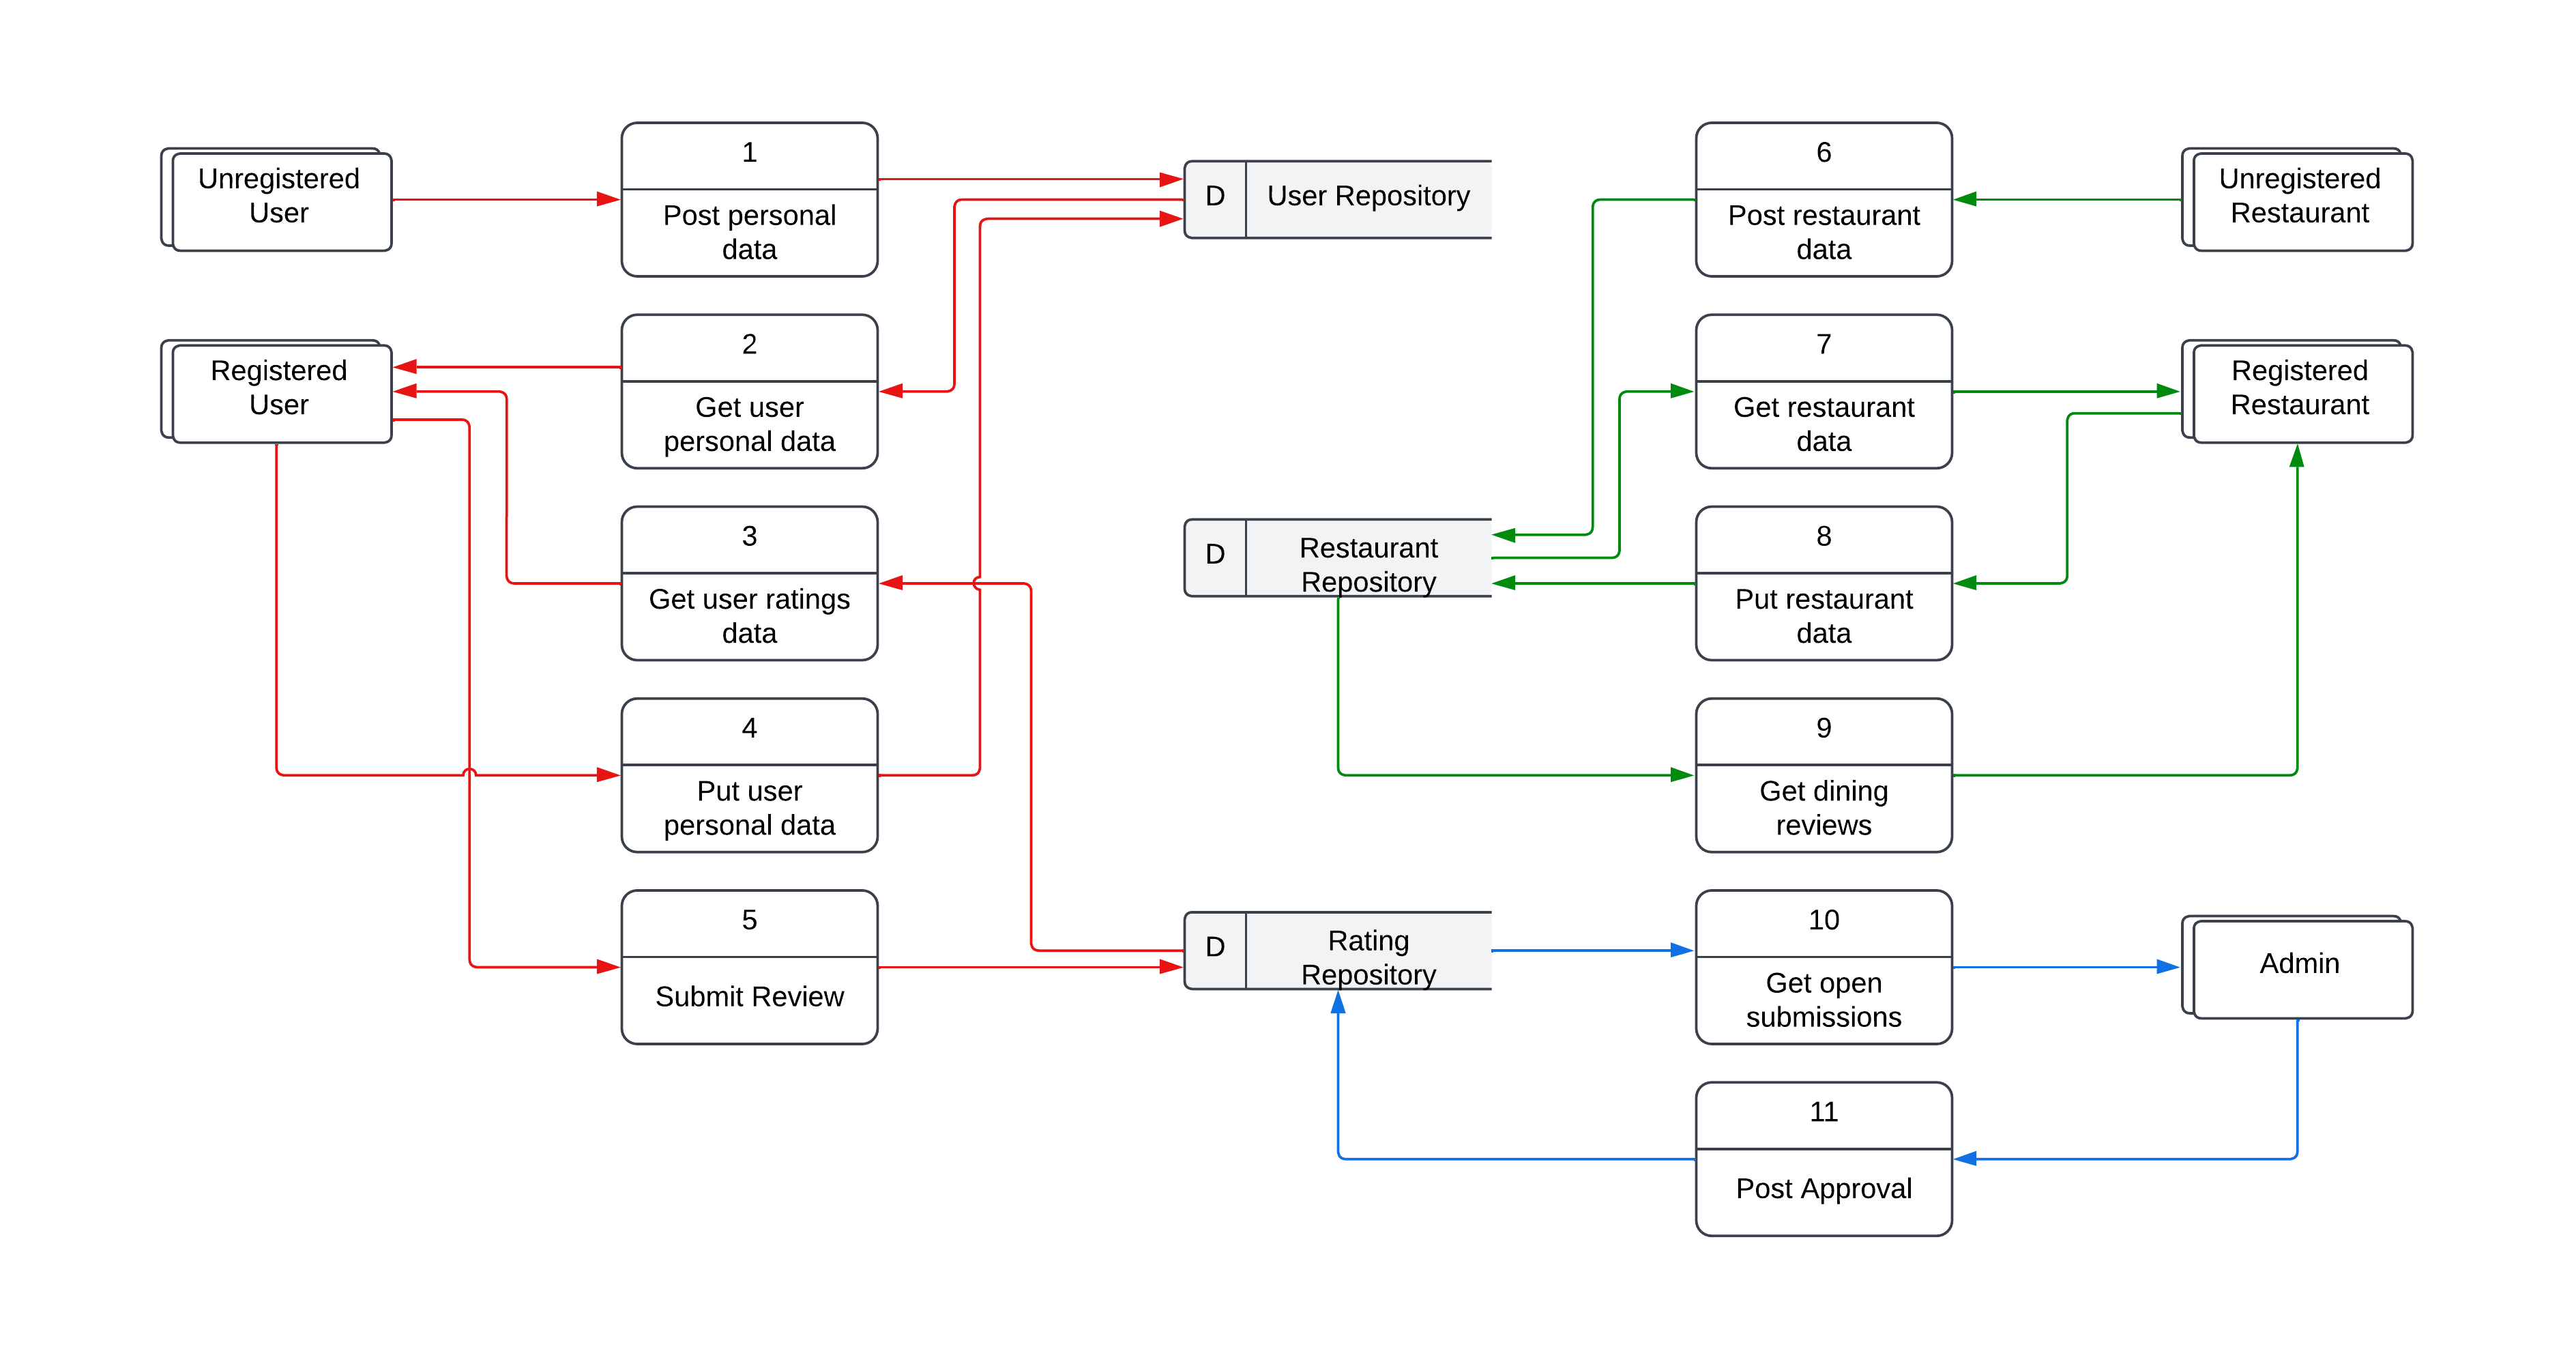 Unregistered
User
1
Post personal
data
D
User Repository
6
Post restaurant
data
Unregistered
Restaurant
Registered
User
2
Get user
personal data
7
Get restaurant
data
Registered
Restaurant
3
Get user ratings
data
D
Restaurant
Repository
8
Put restaurant
data
4
Put user
personal data
9
Get dining
reviews
5
Submit Review
D
Rating
Repository
10
Get open
submissions
Admin
11
Post Approval